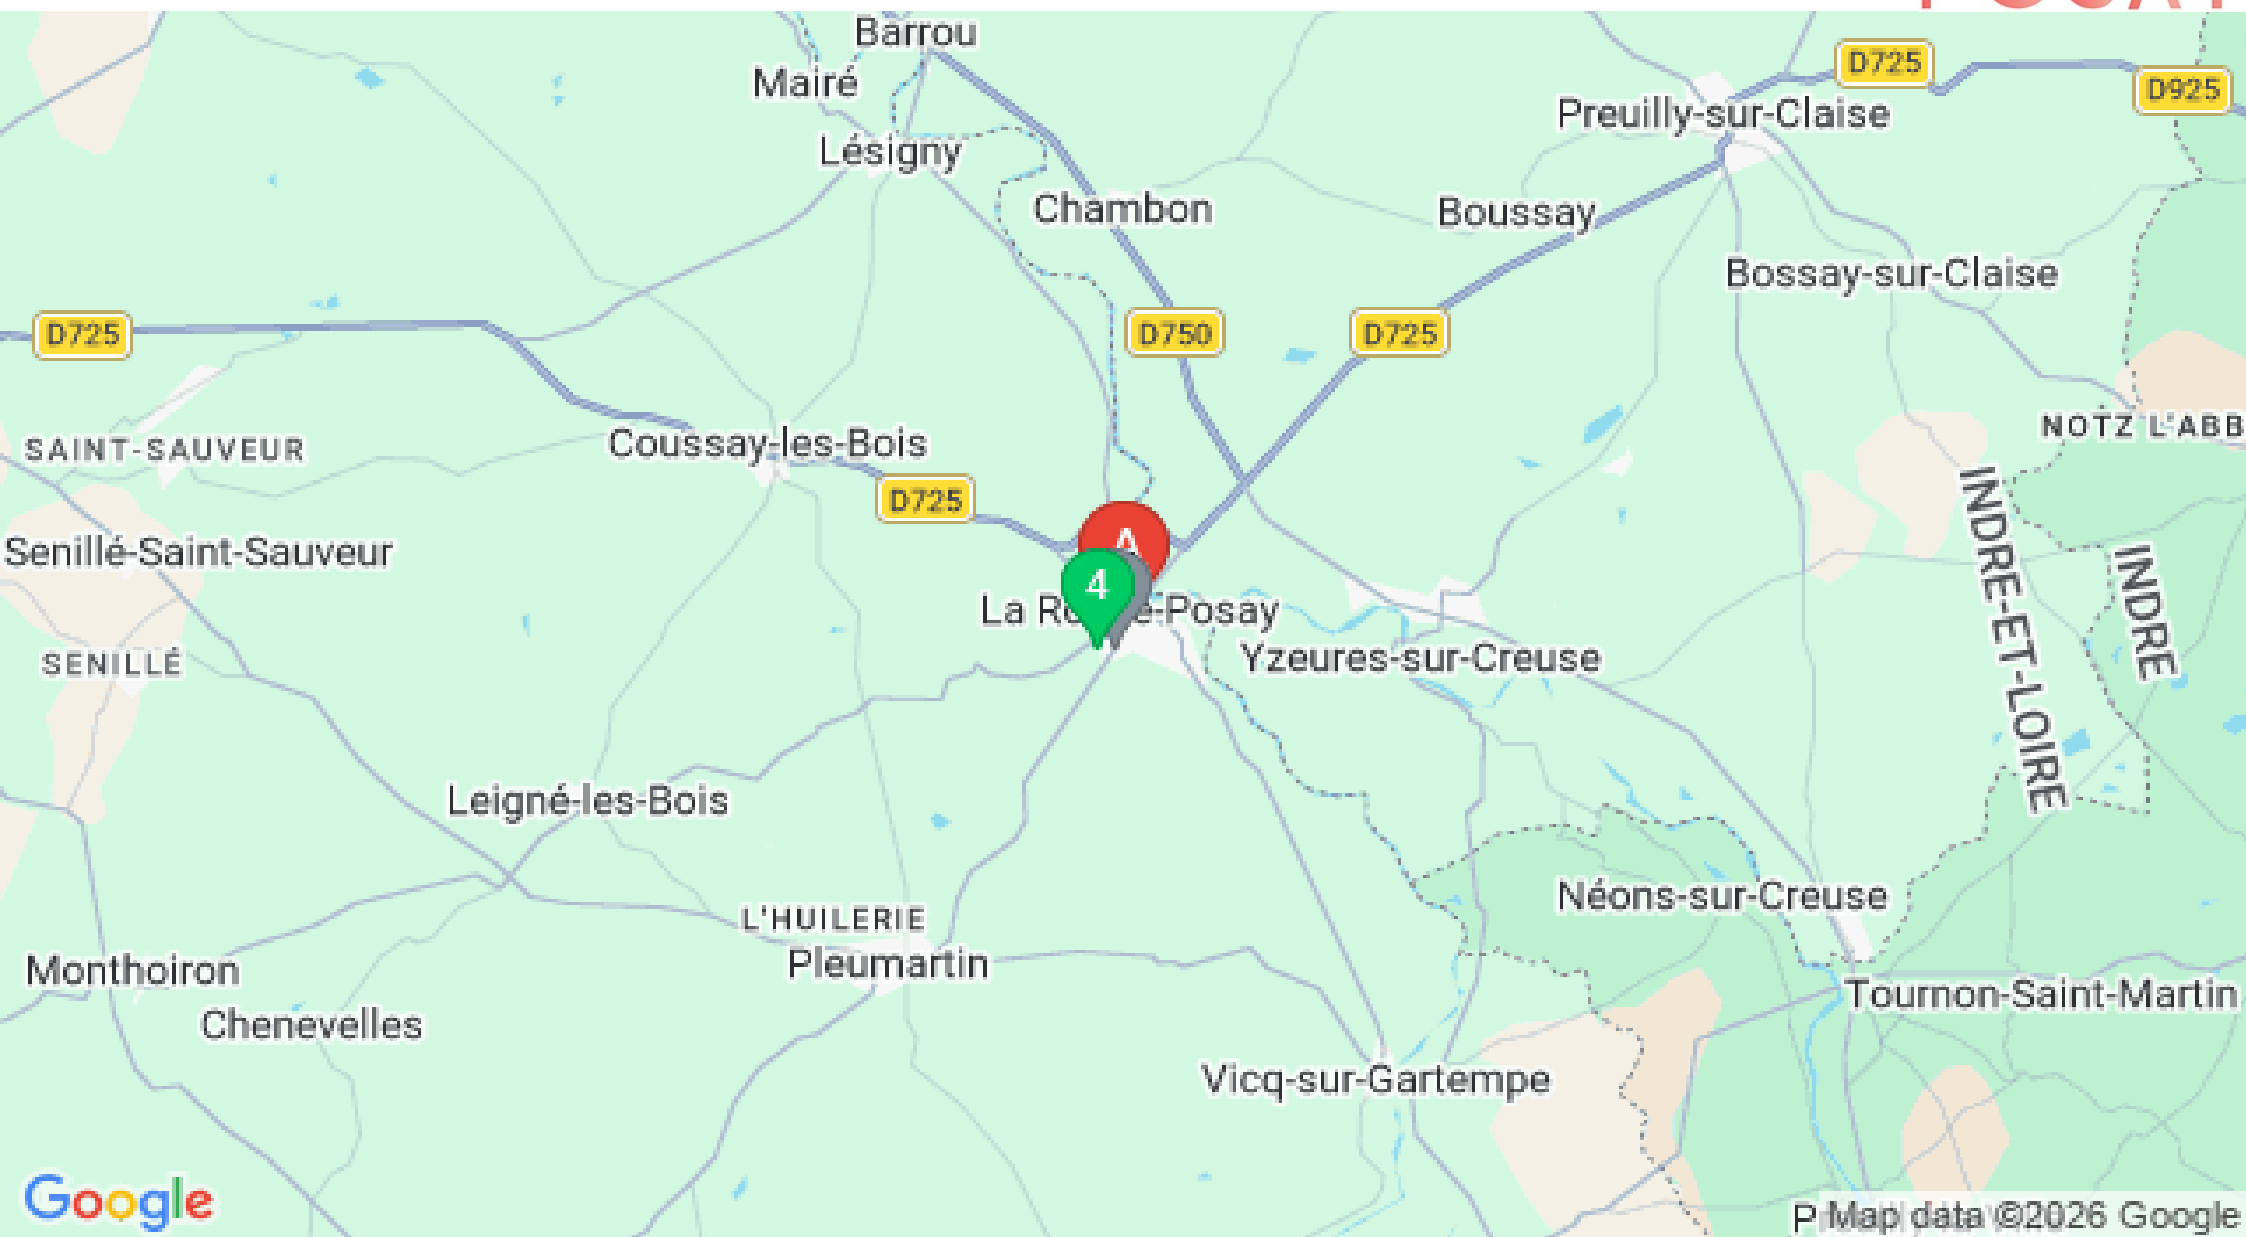 POSAY
Barrou
Mairé
D725
D925
Preuilly-sur-Claise
Lésigny
Chambon
Boussay
Bossay-sur-Claise
D725
D750
D725
NOTZ L'ABB
SAINT-SAUVEUR
Coussay-les-Bois
D725
INDRE-ET-LOIRE
INDRE
Senillé-Saint-Sauveur
A
4
La Ro e-Posay
Yzeures-sur-Creuse
SENILLÉ
Leigné-les-Bois
Néons-sur-Creuse
L'HUILERIE
Pleumartin
Monthoiron
Tournon-Saint-Martin
Chenevelles
Vicq-sur-Gartempe
Google
Map data ©2026 Google